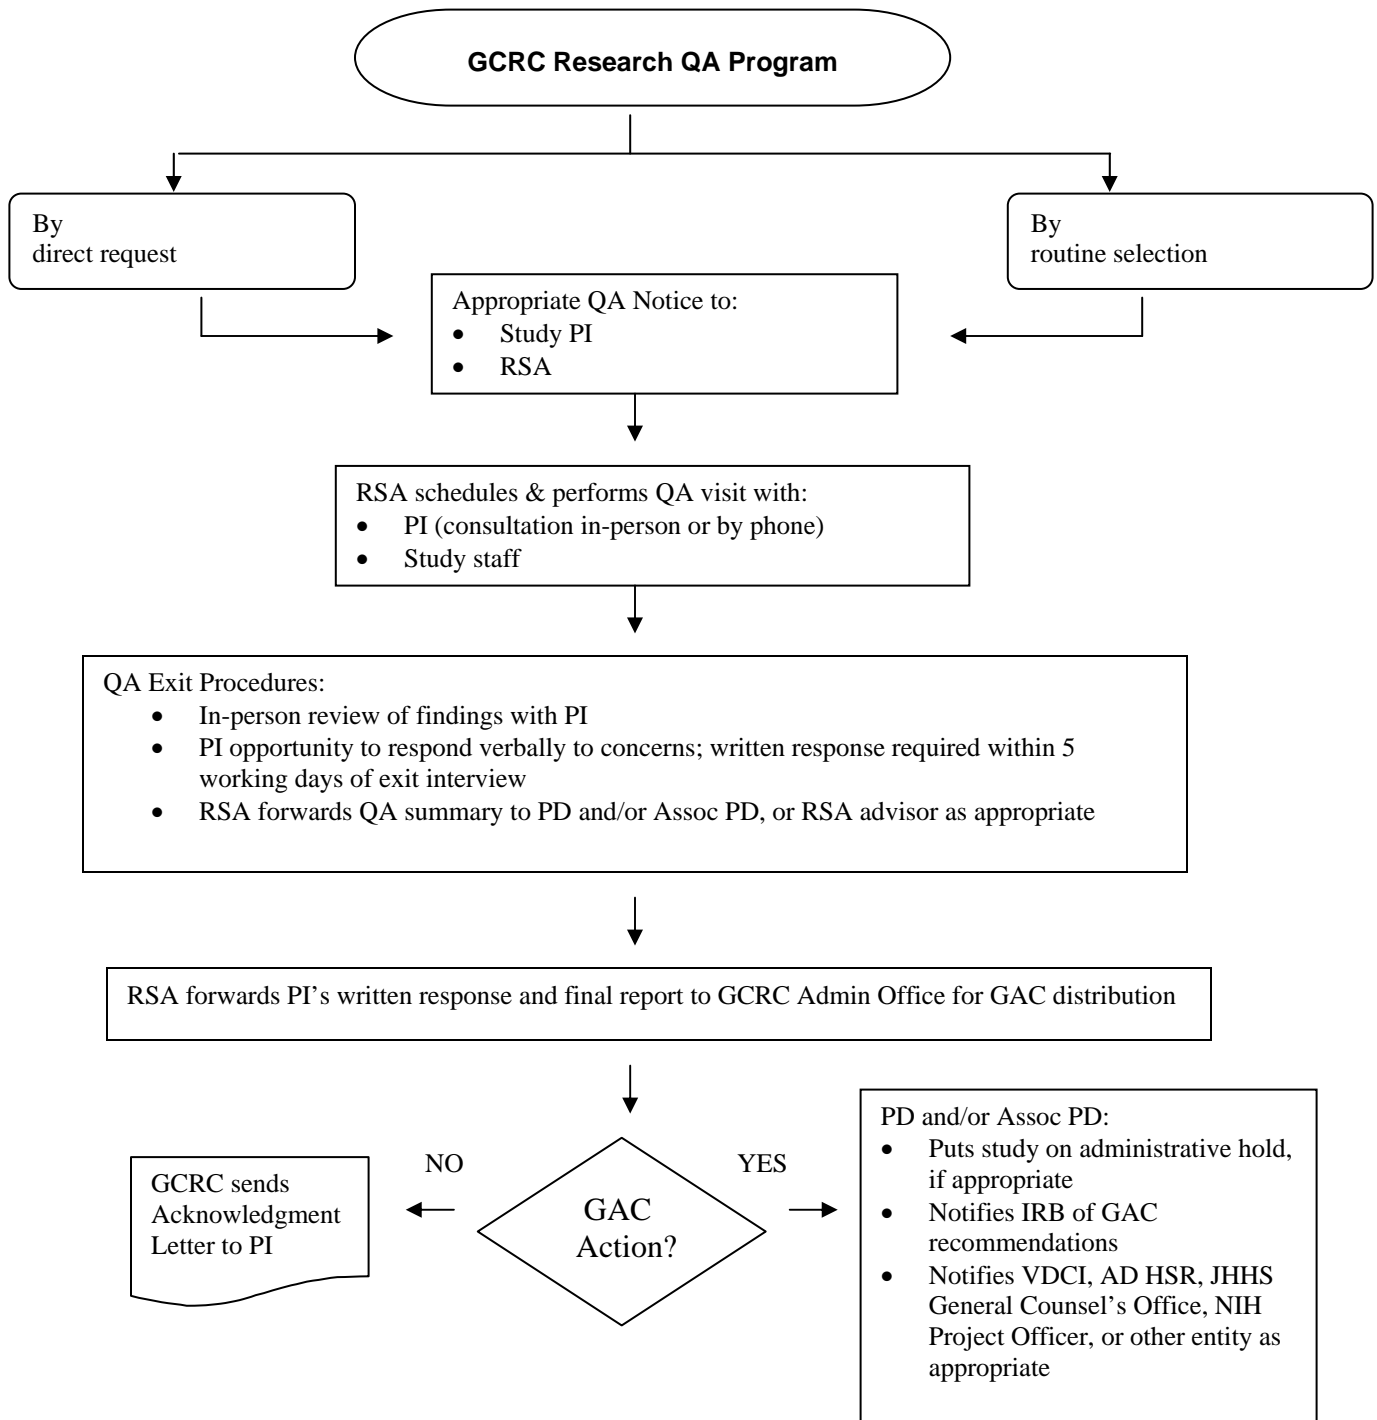 GCRC Research QA Program
By
direct request
By
routine selection
Appropriate QA Notice to:
• Study PI
• RSA
RSA schedules & performs QA visit with:
• PI (consultation in-person or by phone)
• Study staff
QA Exit Procedures:
• In-person review of findings with PI
• PI opportunity to respond verbally to concerns; written response required within 5
working days of exit interview
• RSA forwards QA summary to PD and/or Assoc PD, or RSA advisor as appropriate
RSA forwards PI’s written response and final report to GCRC Admin Office for GAC distribution
NO
GCRC sends
Acknowledgment
Letter to PI
GAC
Action?
YES
PD and/or Assoc PD:
• Puts study on administrative hold,
if appropriate
• Notifies IRB of GAC
recommendations
• Notifies VDCI, AD HSR, JHHS
General Counsel’s Office, NIH
Project Officer, or other entity as
appropriate